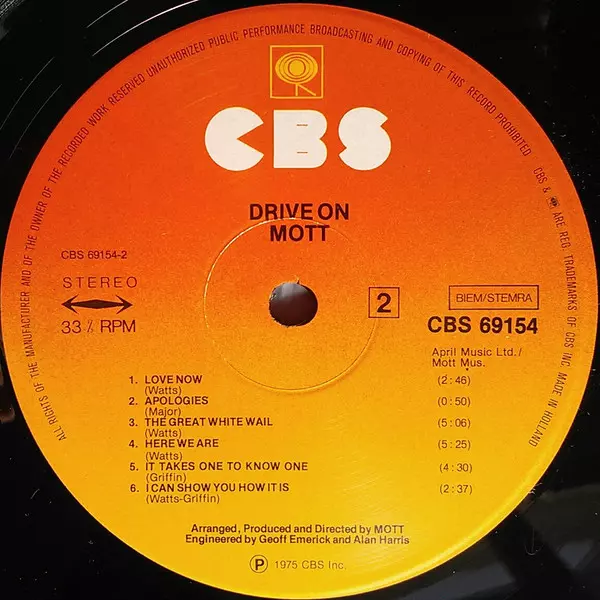 ALL RIGHTS OF THE MANUFACTURER AND OF THE OWNER OF THE RECORDED WORK RESERVED UNAUTHORIZED PUBLIC PERFORMANCE BROADCASTING AND COPYING OF THIS RECORD PROHIBITED CBS & ARE REG. TRADEMARKS OF CBS INC. MADE IN HOLLAND
CBS
DRIVE ON
MOTT
CBS 69154-2
STEREO
33⅓ RPM
2
BIEM/STEMRA
CBS 69154
April Music Ltd./
Mott Mus.
1. LOVE NOW (2:46)
(Watts)
2. APOLOGIES (0:50)
(Major)
3. THE GREAT WHITE WAIL (5:06)
(Watts)
4. HERE WE ARE (5:25)
(Watts)
5. IT TAKES ONE TO KNOW ONE (4:30)
(Griffin)
6. I CAN SHOW YOU HOW IT IS (2:37)
(Watts-Griffin)
Arranged, Produced and Directed by MOTT
Engineered by Geoff Emerick and Alan Harris
Ⓟ 1975 CBS Inc.